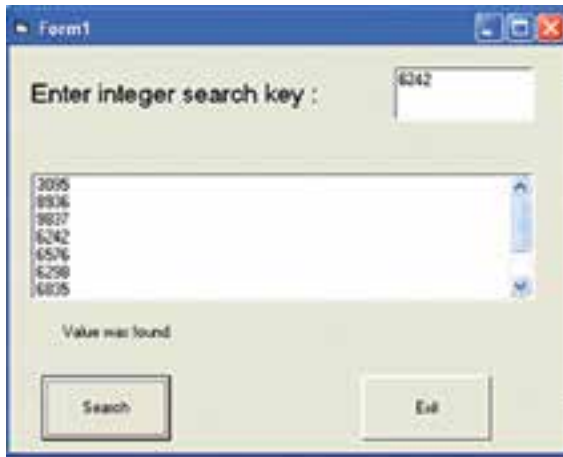 Form1
Enter integer search key :
6242
3095
8936
9837
6242
6576
6298
6835
Value was found
Search
Exit